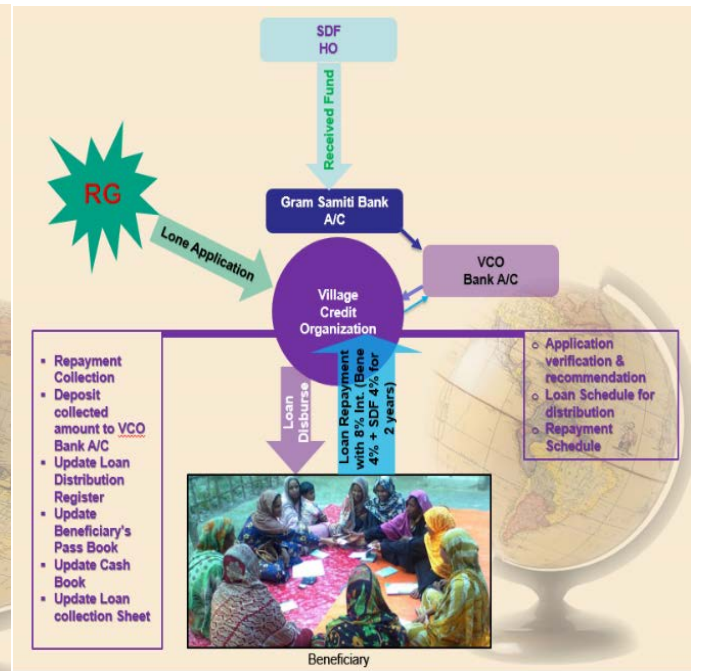 SDF
HO
Received Fund
RG
Lone Application
Gram Samiti Bank
A/C
VCO
Bank A/C
Village
Credit
Organization
Repayment
Collection
Deposit
collected
amount to VCO
Bank A/C
Update Loan
Distribution
Register
Update
Beneficiary's
Pass Book
Update Cash
Book
Update Loan
collection Sheet
Loan
Disburse
Loan Repayment
with 8% Int. (Bene
4% + SDF 4% for
2 years)
Application
verification &
recommendation
Loan Schedule for
distribution
Repayment
Schedule
Beneficiary